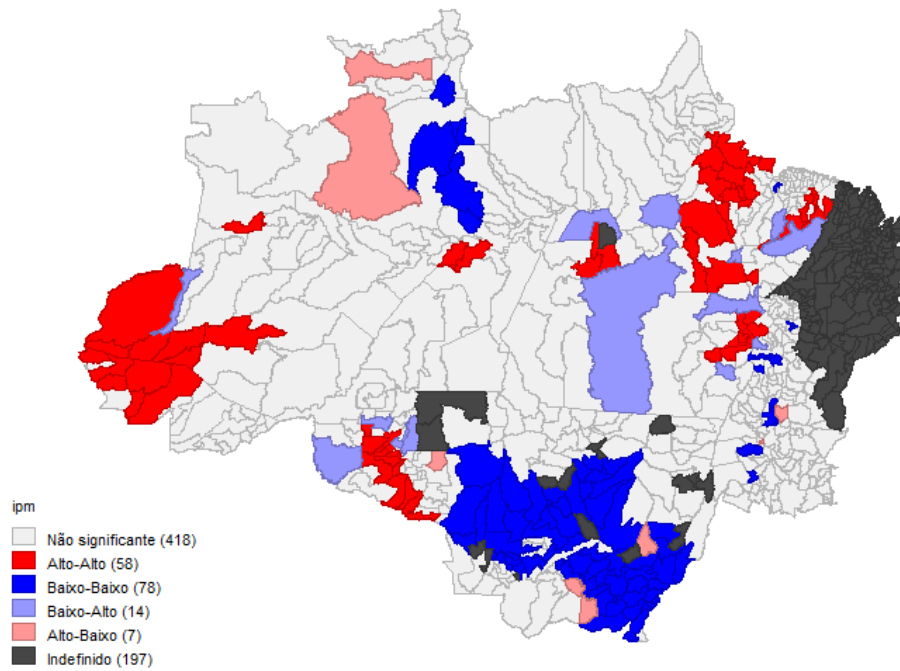 ipm
Não significante (418)
Alto-Alto (58)
Baixo-Baixo (78)
Baixo-Alto (14)
Alto-Baixo (7)
Indefinido (197)